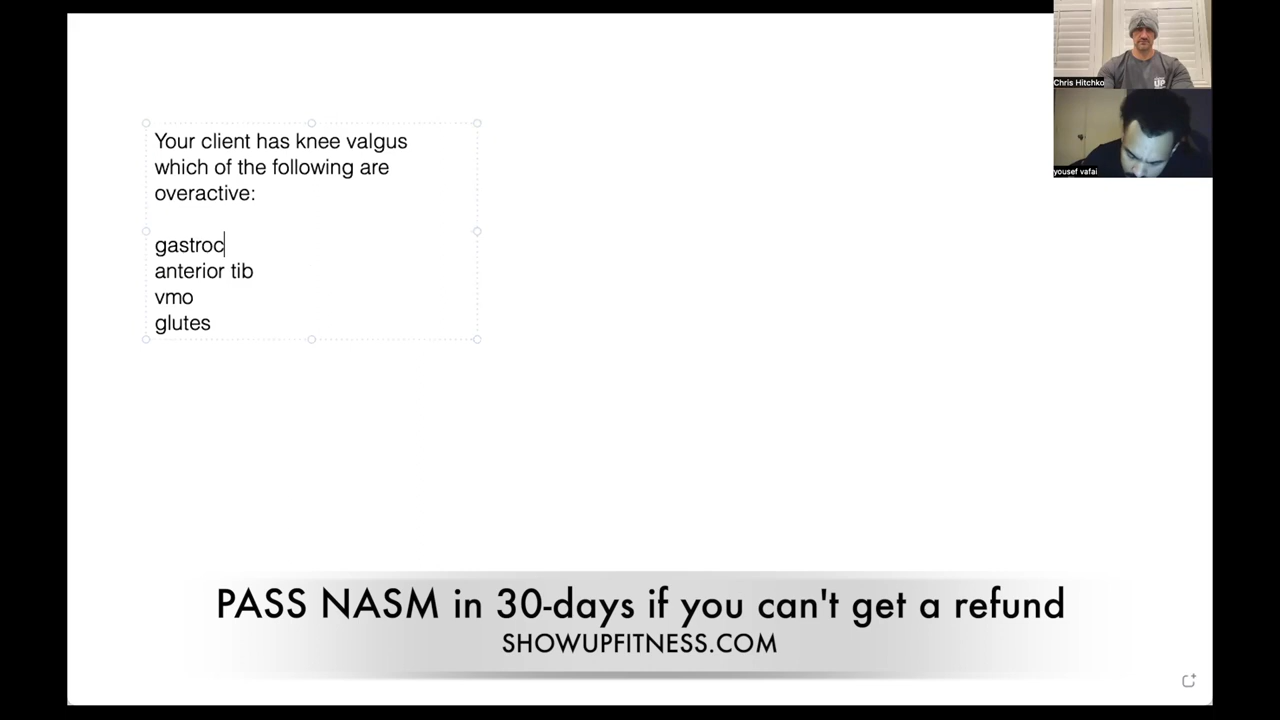 Your client has knee valgus
which of the following are
overactive:
gastroc
anterior tib
vmo
glutes
Chris Hitchko
UP
yousef vafai
PASS NASM in 30-days if you can't get a refund
SHOWUPFITNESS.COM